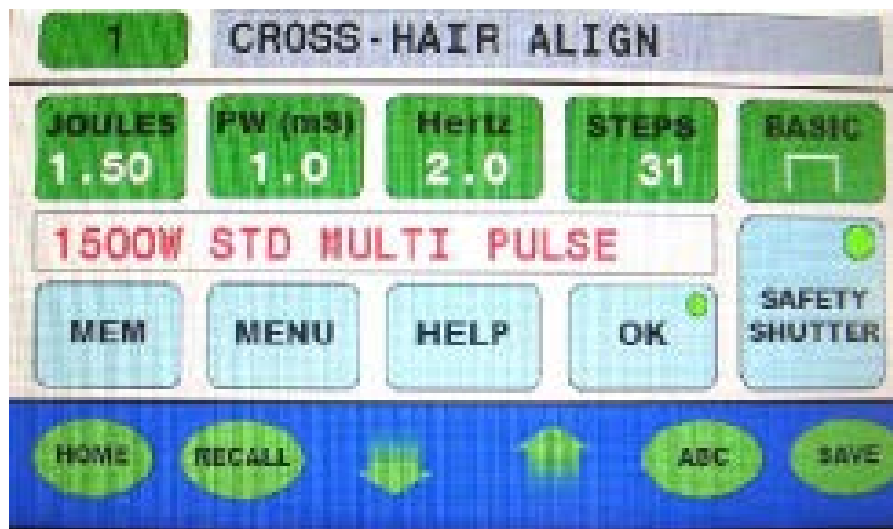 1 CROSS-HAIR ALIGN
JOULES PW (ms) Hertz STEPS BASIC
1.50 1.0 2.0 31
1500W STD MULTI PULSE
MEM MENU HELP OK SAFETY SHUTTER
HOME RECALL ABC SAVE